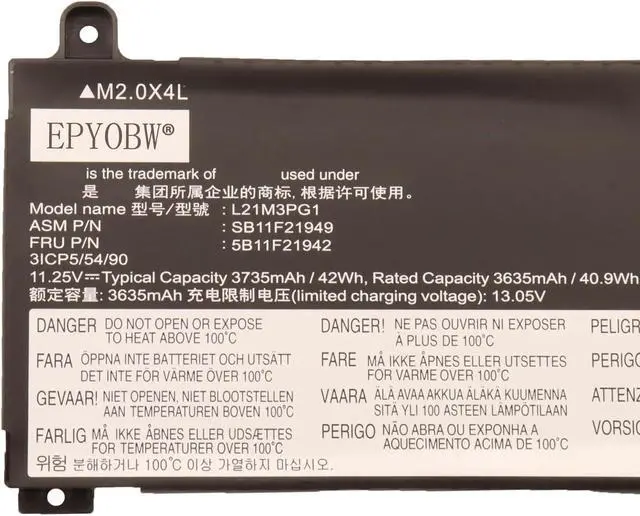 ▲M2.0X4L
EPYOBW®
is the trademark of used under
是 集团所属企业的商标,根据许可使用。
Model name 型号/型號 : L21M3PG1
ASM P/N : SB11F21949
FRU P/N : 5B11F21942
3ICP5/54/90
11.25V⎓Typical Capacity 3735mAh / 42Wh, Rated Capacity 3635mAh / 40.9Wh
额定容量: 3635mAh 充电限制电压(limited charging voltage): 13.05V
DANGER DO NOT OPEN OR EXPOSE
TO HEAT ABOVE 100°C
FARA ÖPPNA INTE BATTERIET OCH UTSÄTT
DET INTE FÖR VÄRME ÖVER 100°C
GEVAAR! NIET OPENEN, NIET BLOOTSTELLEN
AAN TEMPERATUREN BOVEN 100°C
FARLIG MÅ IKKE ÅBNES ELLER UDSÆTTES
FOR TEMPERATURER OVER 100°C
위험 분해하거나 100°C 이상 가열하지 마십시오.
DANGER! NE PAS OUVRIR NI EXPOSER
À PLUS DE 100°C
FARE MÅ IKKE ÅPNES ELLER UTSETTES
FOR VARME OVER 100°C
VAARA ÄLÄ AVAA AKKUA ÄLÄKÄ KUUMENNA
SITÄ YLI 100 ASTEEN LÄMPÖTILAAN
PERIGO NÃO ABRA OU EXPONHA A
AQUECIMENTO ACIMA DE 100°C
PELIGR
PERIGO
ATTENZ
VORSIC